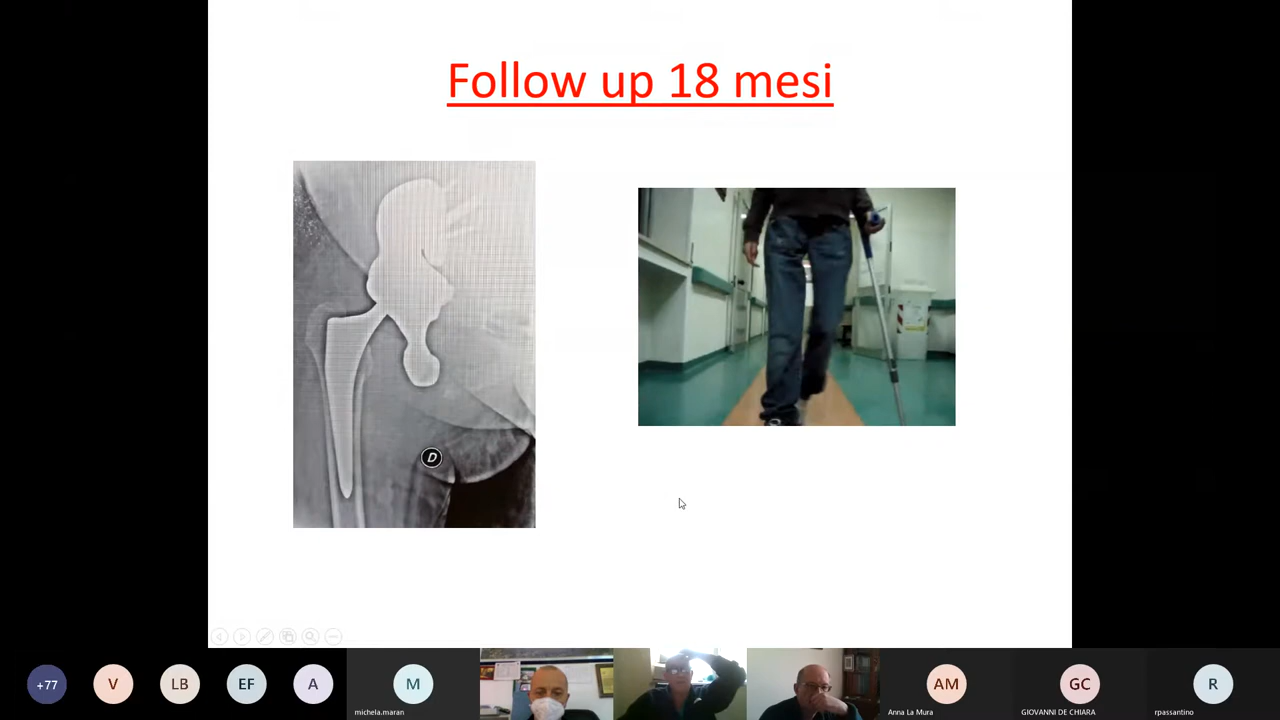 Follow up 18 mesi
D
+77
V
LB
EF
A
M
michela.maran
AM
Anna La Mura
GC
GIOVANNI DE CHIARA
R
rpassantino